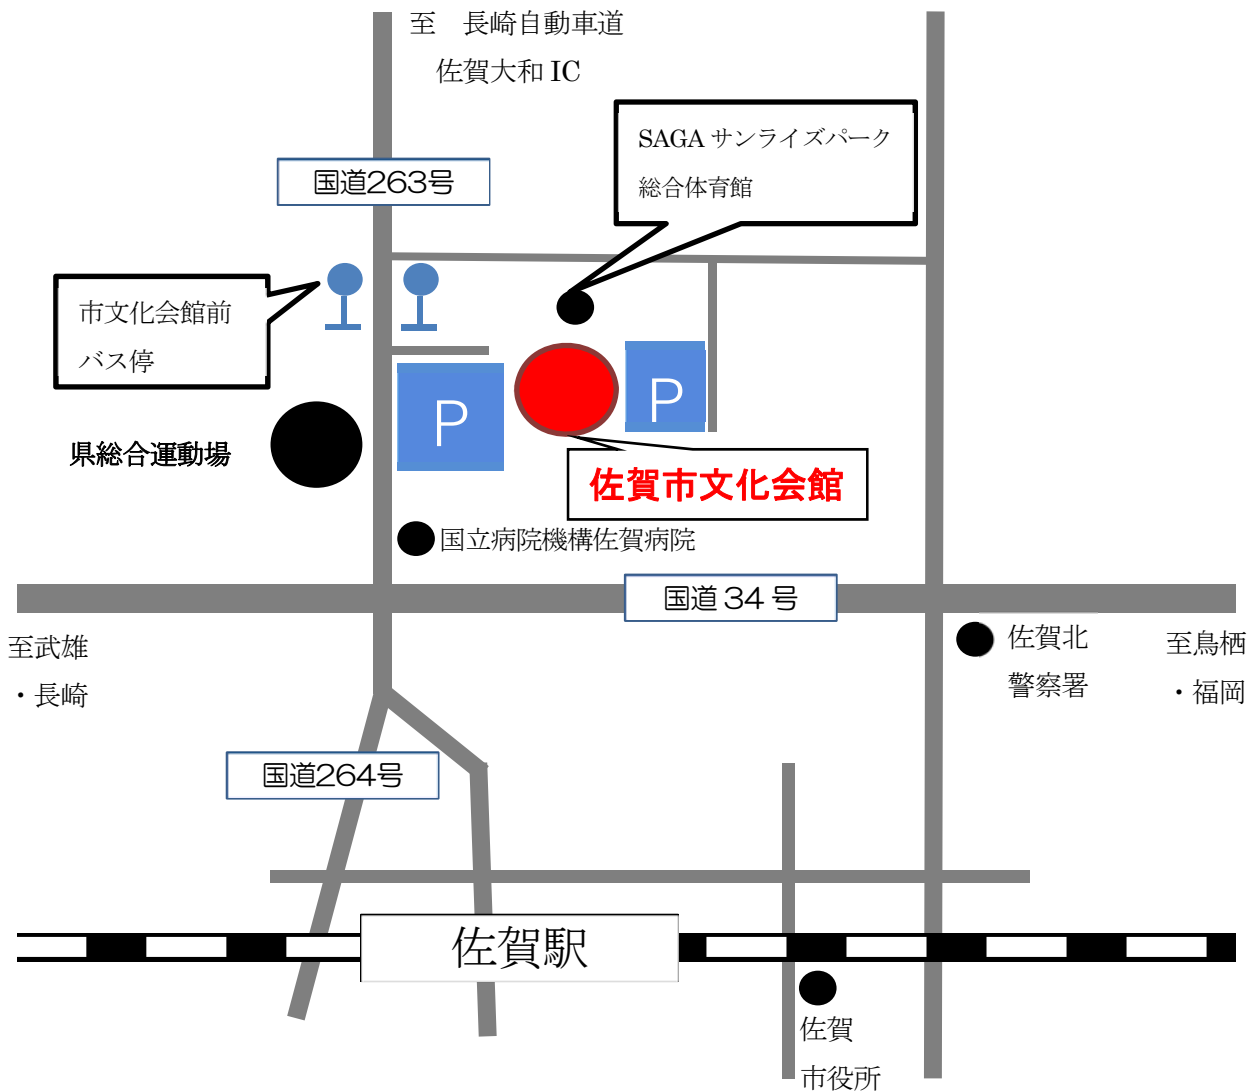 至　長崎自動車道
佐賀大和 IC
SAGA サンライズパーク
総合体育館
国道263号
市文化会館前
バス停
P
P
県総合運動場
佐賀市文化会館
国立病院機構佐賀病院
国道 34 号
至武雄
・長崎
佐賀北
警察署
至鳥栖
・福岡
国道264号
佐賀駅
佐賀
市役所